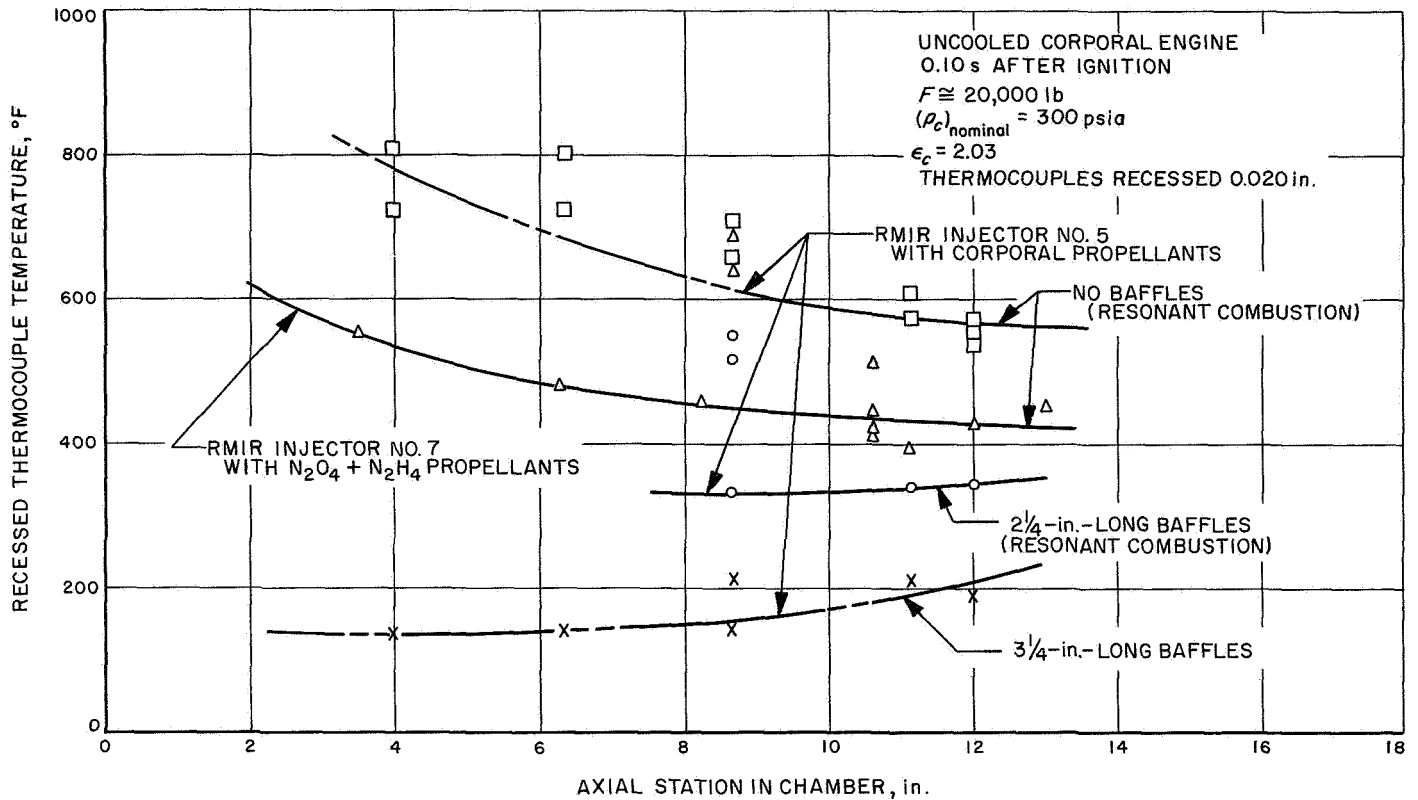 1000
800
600
400
200
0
RECESSED THERMOCOUPLE TEMPERATURE, °F
UNCOOLED CORPORAL ENGINE
0.10 s AFTER IGNITION
F ≅ 20,000 lb
(p_c)nominal = 300 psia
ϵ_c = 2.03
THERMOCOUPLES RECESSED 0.020 in.
RMIR INJECTOR NO. 5
WITH CORPORAL PROPELLANTS
NO BAFFLES
(RESONANT COMBUSTION)
RMIR INJECTOR NO. 7
WITH N₂O₄ + N₂H₄ PROPELLANTS
2¼-in.-LONG BAFFLES
(RESONANT COMBUSTION)
3¼-in.-LONG BAFFLES
0 2 4 6 8 10 12 14 16 18
AXIAL STATION IN CHAMBER, in.